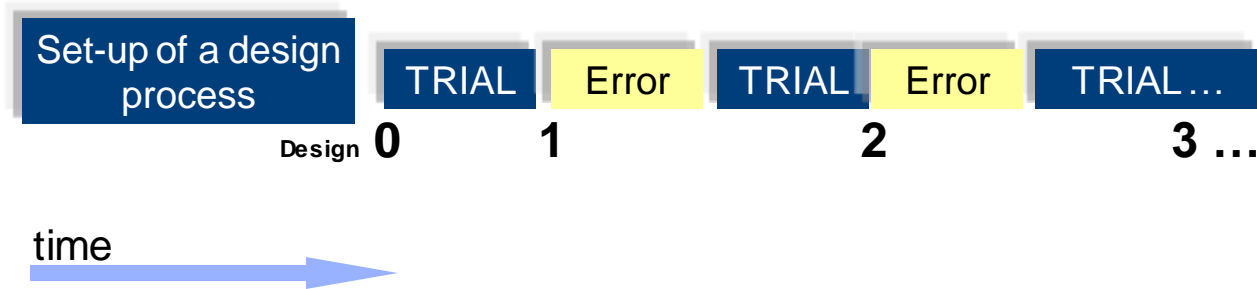 Set-up of a design
process
TRIAL Error TRIAL Error TRIAL...
Design 0 1 2 3 ...
time